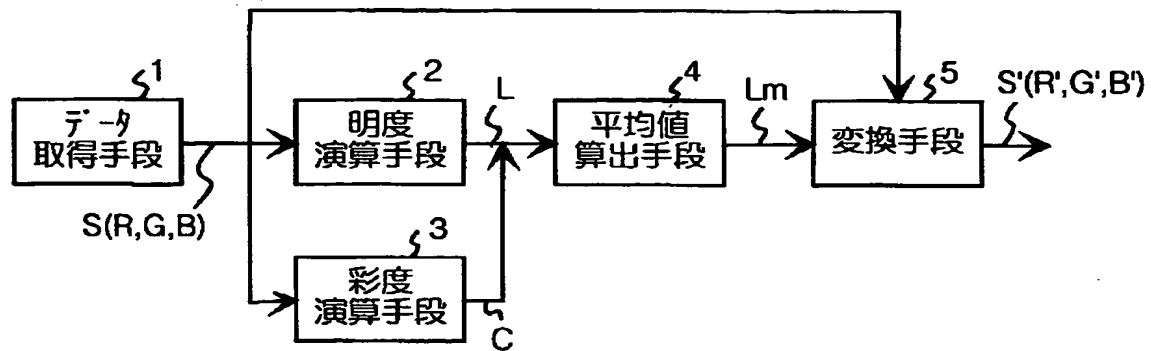 1
データ
取得手段
S(R,G,B)
2
明度
演算手段
L
3
彩度
演算手段
C
4
平均値
算出手段
Lm
5
変換手段
S'(R',G',B')